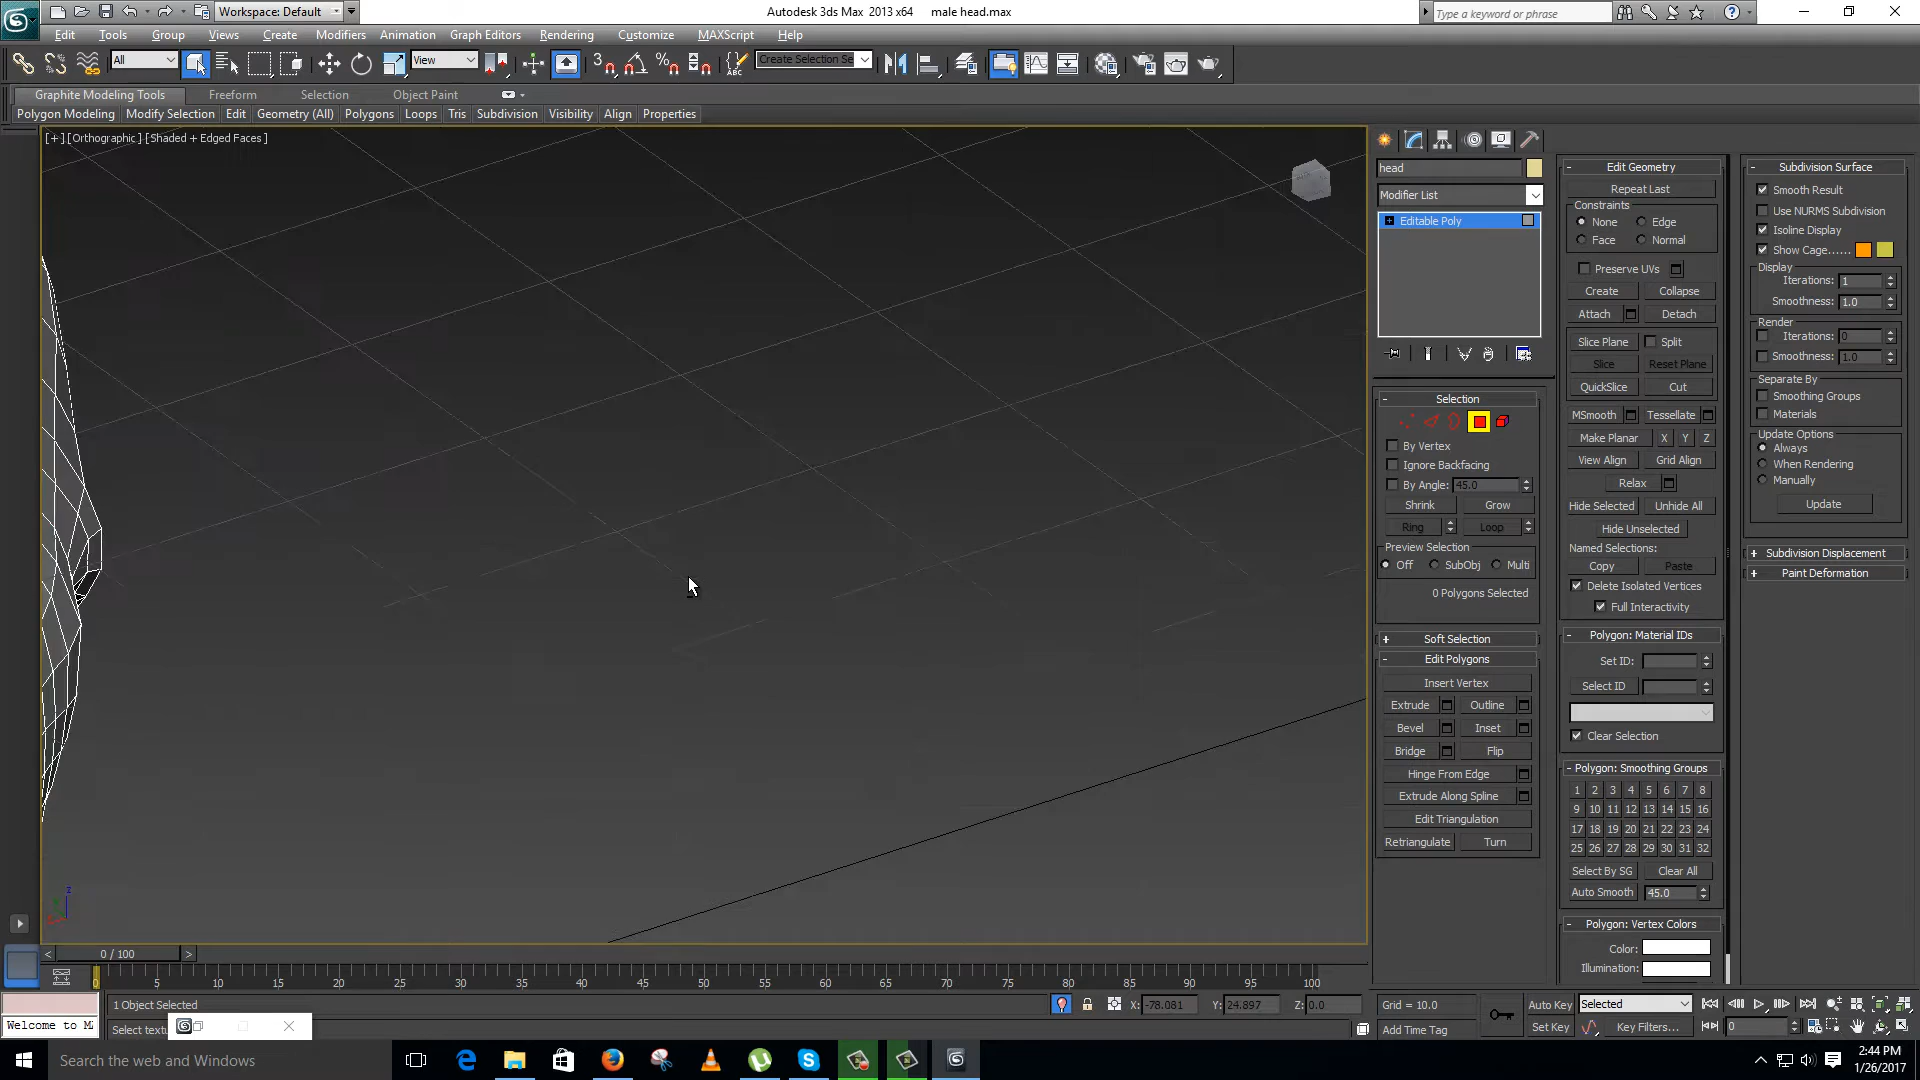 Workspace: Default
Autodesk 3ds Max 2013 x64 male head.max
Type a keyword or phrase
Edit Tools Group Views Create Modifiers Animation Graph Editors Rendering Customize MAXScript Help
All View Create Selection Se
Graphite Modeling Tools Freeform Selection Object Paint
Polygon Modeling Modify Selection Edit Geometry (All) Polygons Loops Tris Subdivision Visibility Align Properties
[+] [Orthographic] [Shaded + Edged Faces ]
head
Modifier List
Editable Poly
- Selection
By Vertex
Ignore Backfacing
By Angle: 45.0
Shrink Grow
Ring Loop
Preview Selection
Off SubObj Multi
0 Polygons Selected
+ Soft Selection
- Edit Polygons
Insert Vertex
Extrude Outline
Bevel Inset
Bridge Flip
Hinge From Edge
Extrude Along Spline
Edit Triangulation
Retriangulate Turn
- Edit Geometry
Repeat Last
Constraints
None Edge
Face Normal
Preserve UVs
Create Collapse
Attach Detach
Slice Plane Split
Slice Reset Plane
QuickSlice Cut
MSmooth Tessellate
Make Planar X Y Z
View Align Grid Align
Relax
Hide Selected Unhide All
Hide Unselected
Named Selections:
Copy Paste
Delete Isolated Vertices
Full Interactivity
- Polygon: Material IDs
Set ID:
Select ID
Clear Selection
- Polygon: Smoothing Groups
1 2 3 4 5 6 7 8
9 10 11 12 13 14 15 16
17 18 19 20 21 22 23 24
25 26 27 28 29 30 31 32
Select By SG Clear All
Auto Smooth 45.0
- Polygon: Vertex Colors
Color:
Illumination:
- Subdivision Surface
Smooth Result
Use NURMS Subdivision
Isoline Display
Show Cage......
Display
Iterations: 1
Smoothness: 1.0
Render
Iterations: 0
Smoothness: 1.0
Separate By
Smoothing Groups
Materials
Update Options
Always
When Rendering
Manually
Update
+ Subdivision Displacement
+ Paint Deformation
z
< 0 / 100 >
0 5 10 15 20 25 30 35 40 45 50 55 60 65 70 75 80 85 90 95 100
1 Object Selected X: -78.081 Y: 24.897 Z: 0.0 Grid = 10.0 Auto Key Selected
Welcome to M Select Add Time Tag Set Key Key Filters... 0
Search the web and Windows
2:44 PM
1/26/2017